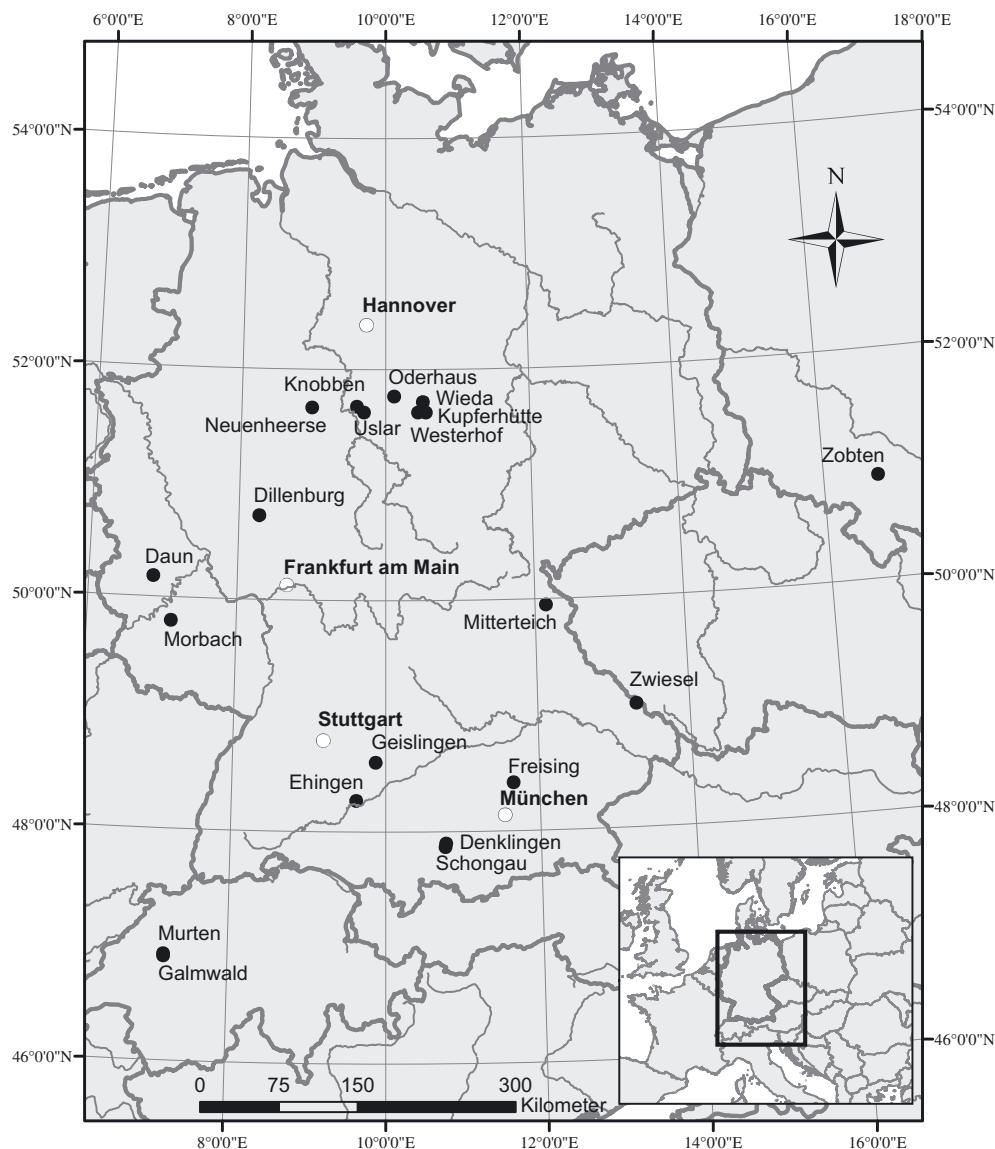 6°0'0"E 8°0'0"E 10°0'0"E 12°0'0"E 14°0'0"E 16°0'0"E 18°0'0"E
54°0'0"N
54°0'0"N
N
Hannover
52°0'0"N
52°0'0"N
Knobben
Oderhaus
Wieda
Neuenheerse
Uslar
Kupferhütte
Westerhof
Zobten
Dillenburg
Daun
Frankfurt am Main
50°0'0"N
50°0'0"N
Morbach
Mitterteich
Zwiesel
Stuttgart
Geislingen
Ehingen
Freising
München
48°0'0"N
48°0'0"N
Denklingen
Schongau
Murten
Galmwald
46°0'0"N
46°0'0"N
0 75 150 300
Kilometer
8°0'0"E 10°0'0"E 12°0'0"E 14°0'0"E 16°0'0"E